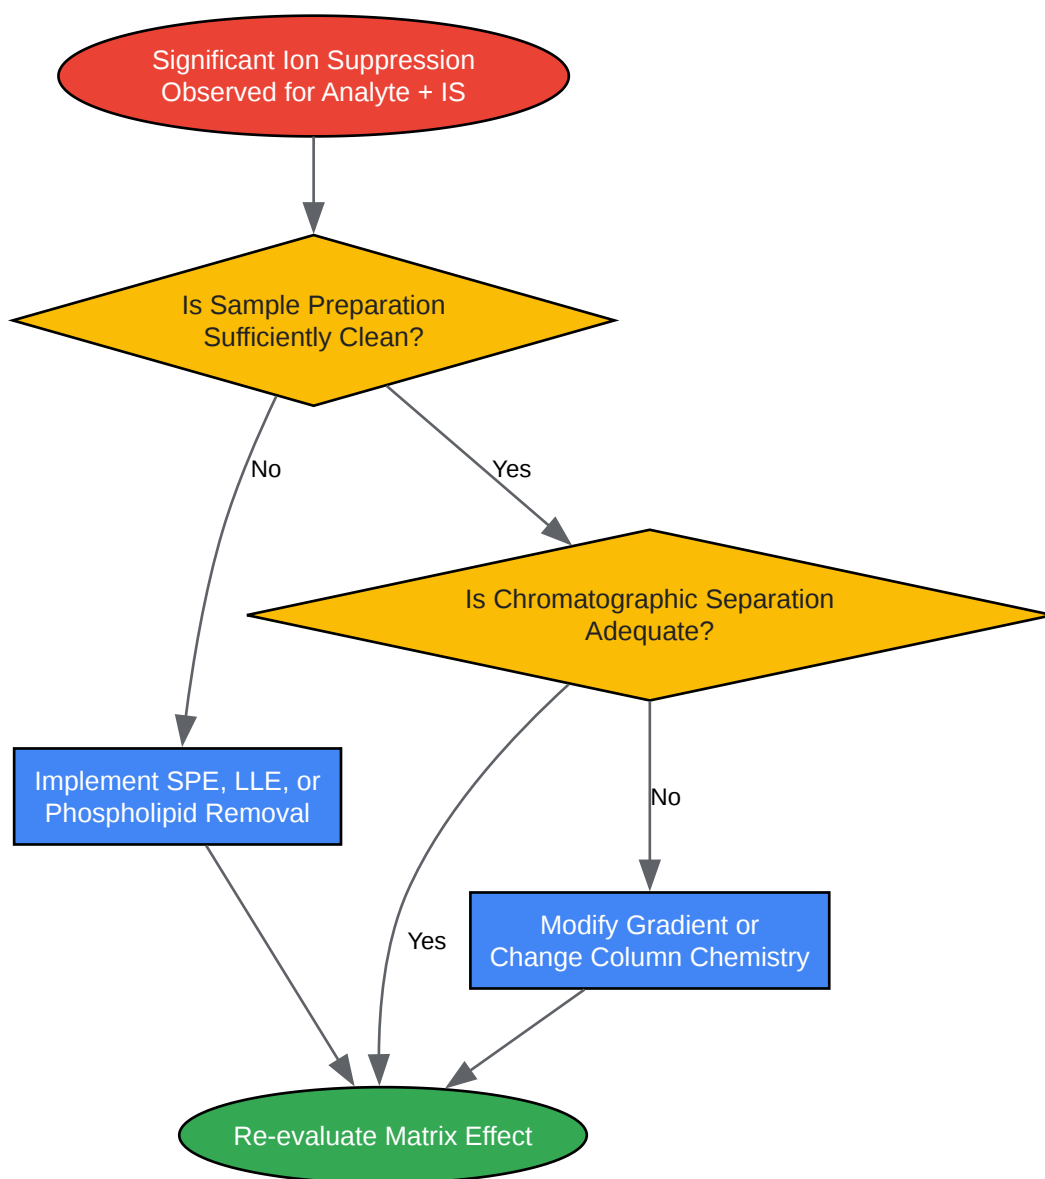 Significant Ion Suppression
Observed for Analyte + IS
Is Sample Preparation
Sufficiently Clean?
No
Yes
Is Chromatographic Separation
Adequate?
Implement SPE, LLE, or
Phospholipid Removal
No
Yes
Modify Gradient or
Change Column Chemistry
Re-evaluate Matrix Effect